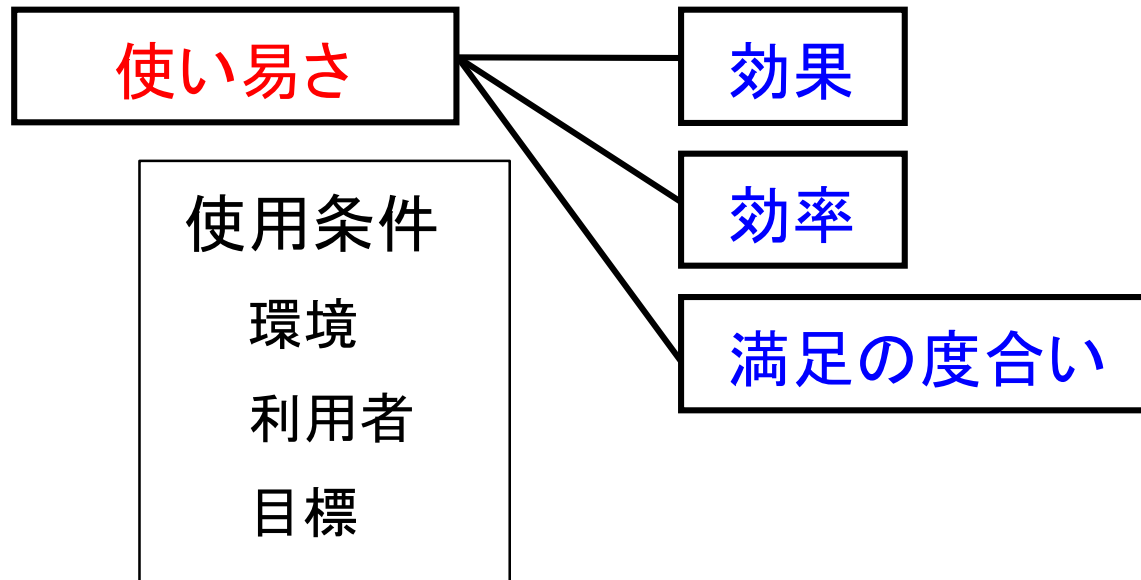 使い易さ
効果
効率
満足の度合い
使用条件
環境
利用者
目標